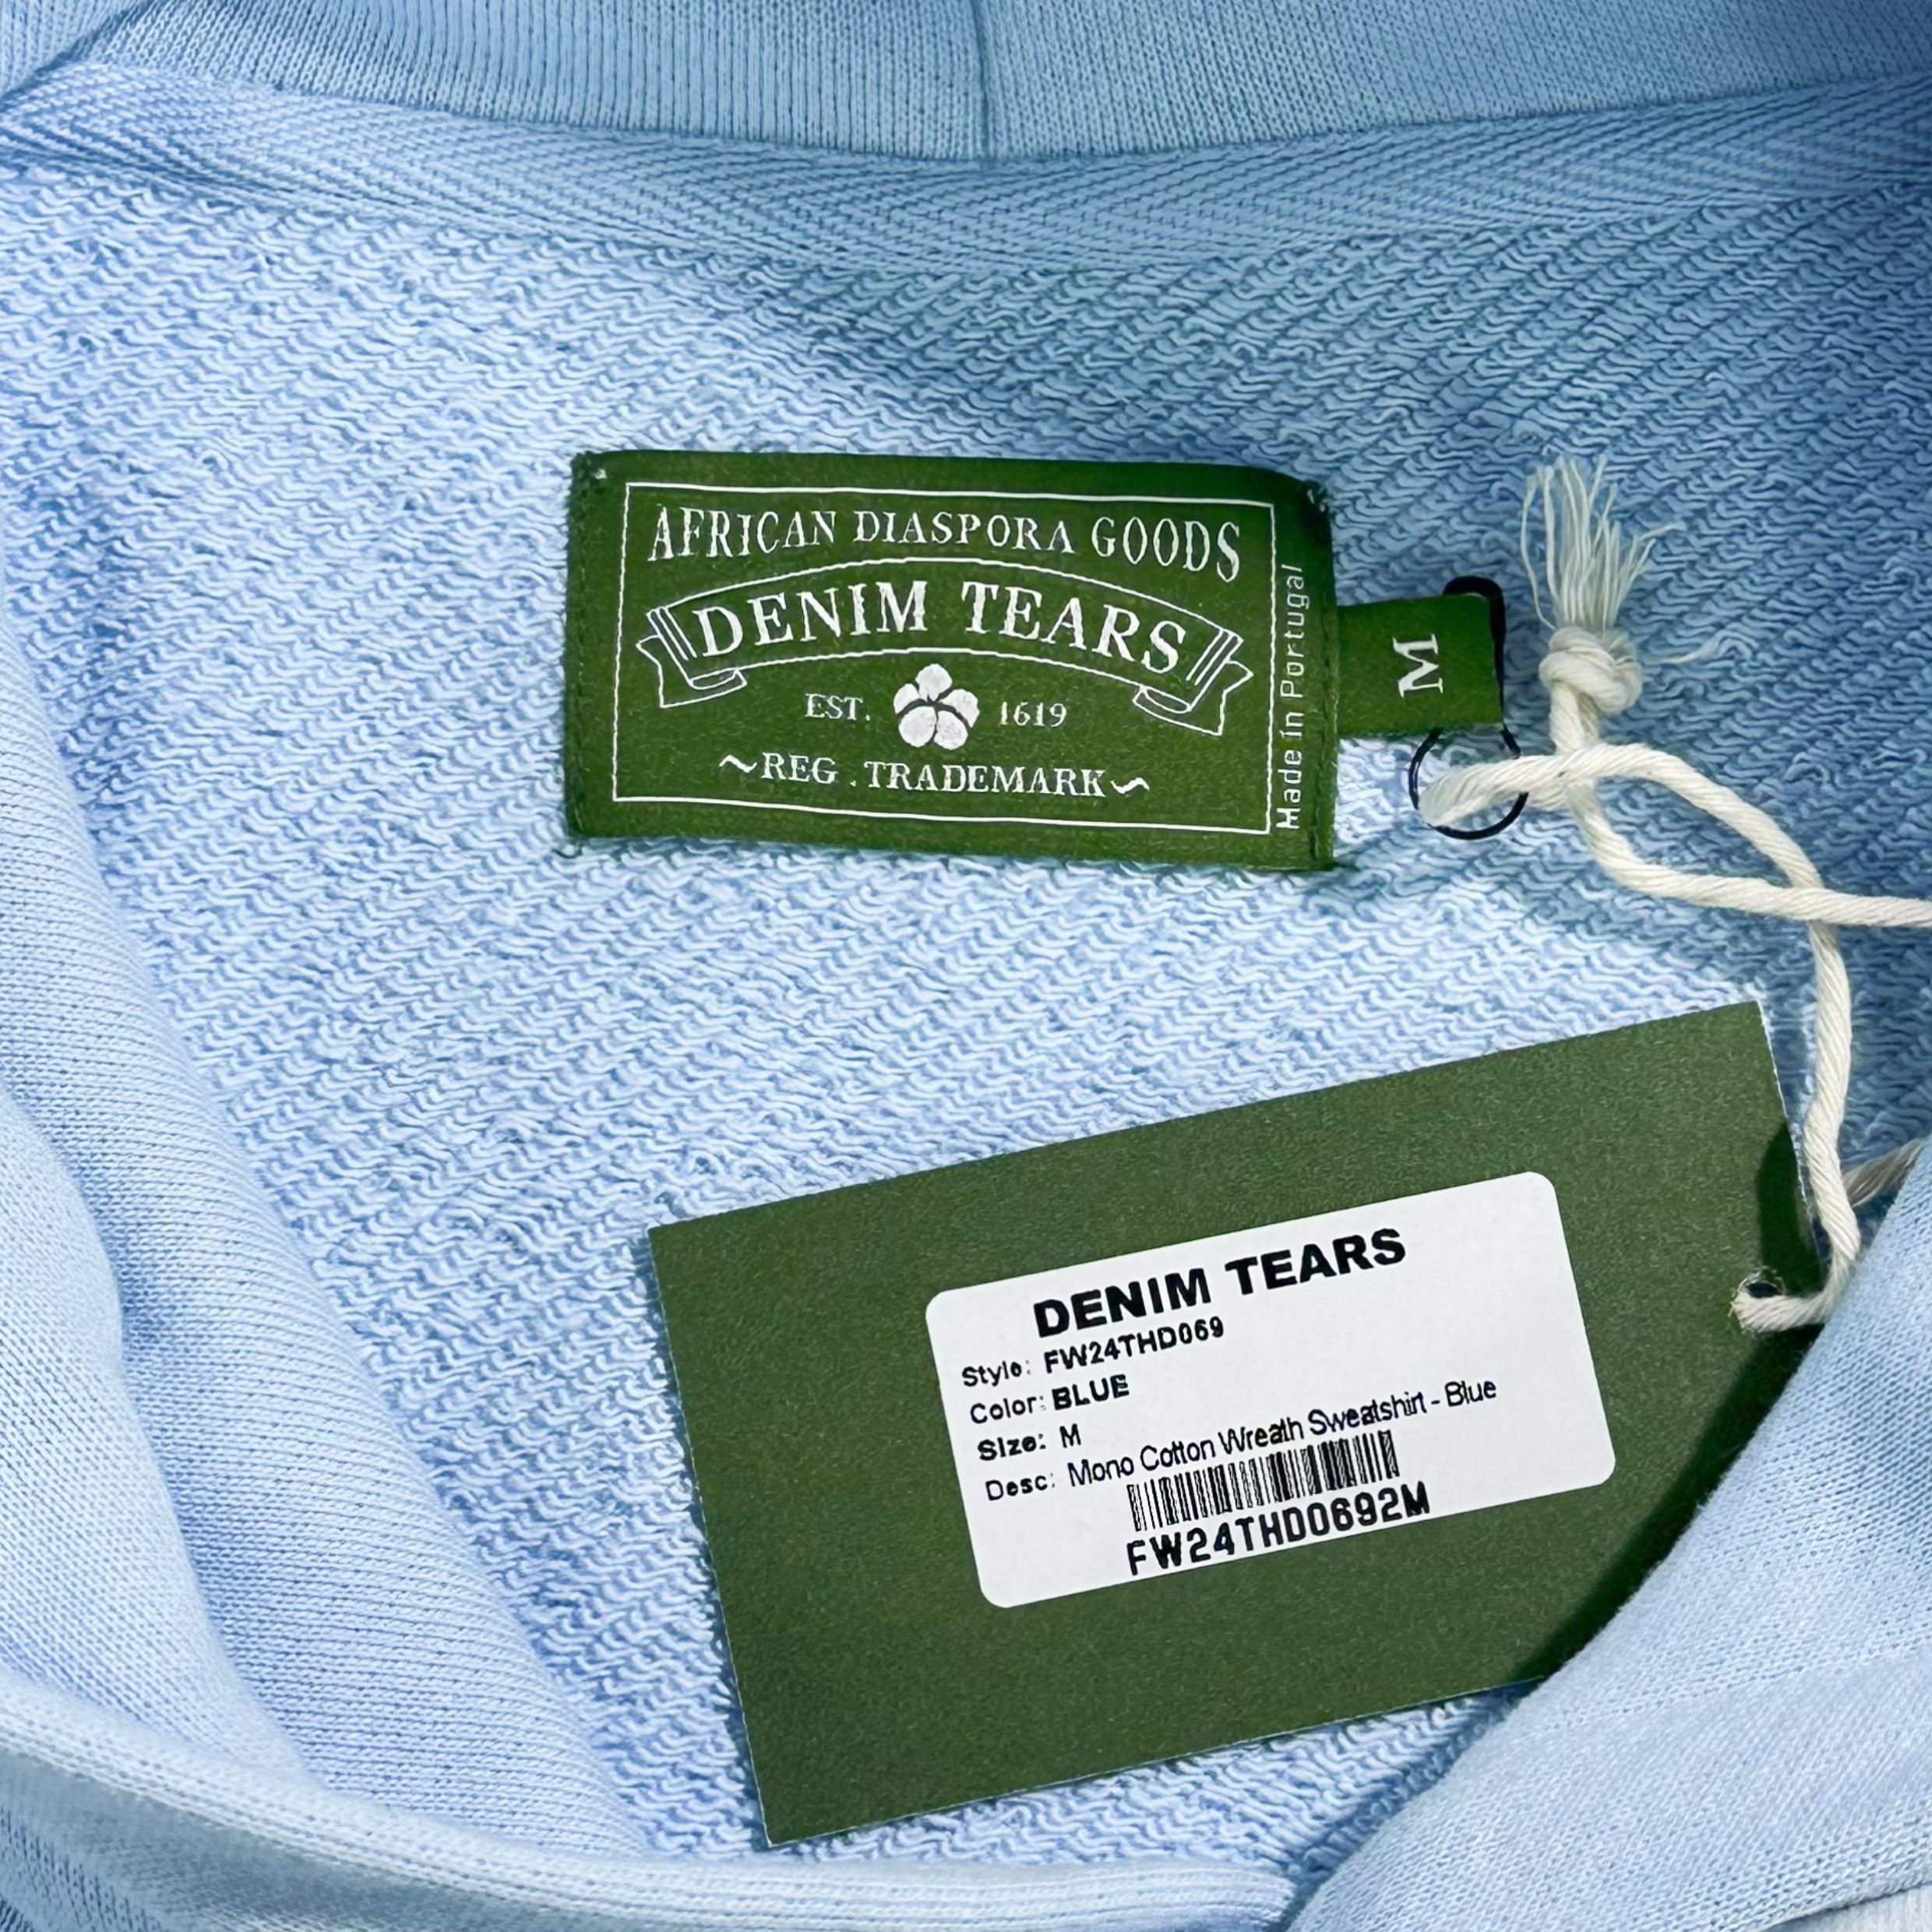 AFRICAN DIASPORA GOODS
DENIM TEARS
EST. 1619
~REG . TRADEMARK~
Made in Portugal
M
DENIM TEARS
Style: FW24THD069
Color: BLUE
Size: M
Desc: Mono Cotton Wreath Sweatshirt - Blue
FW24THD0692M